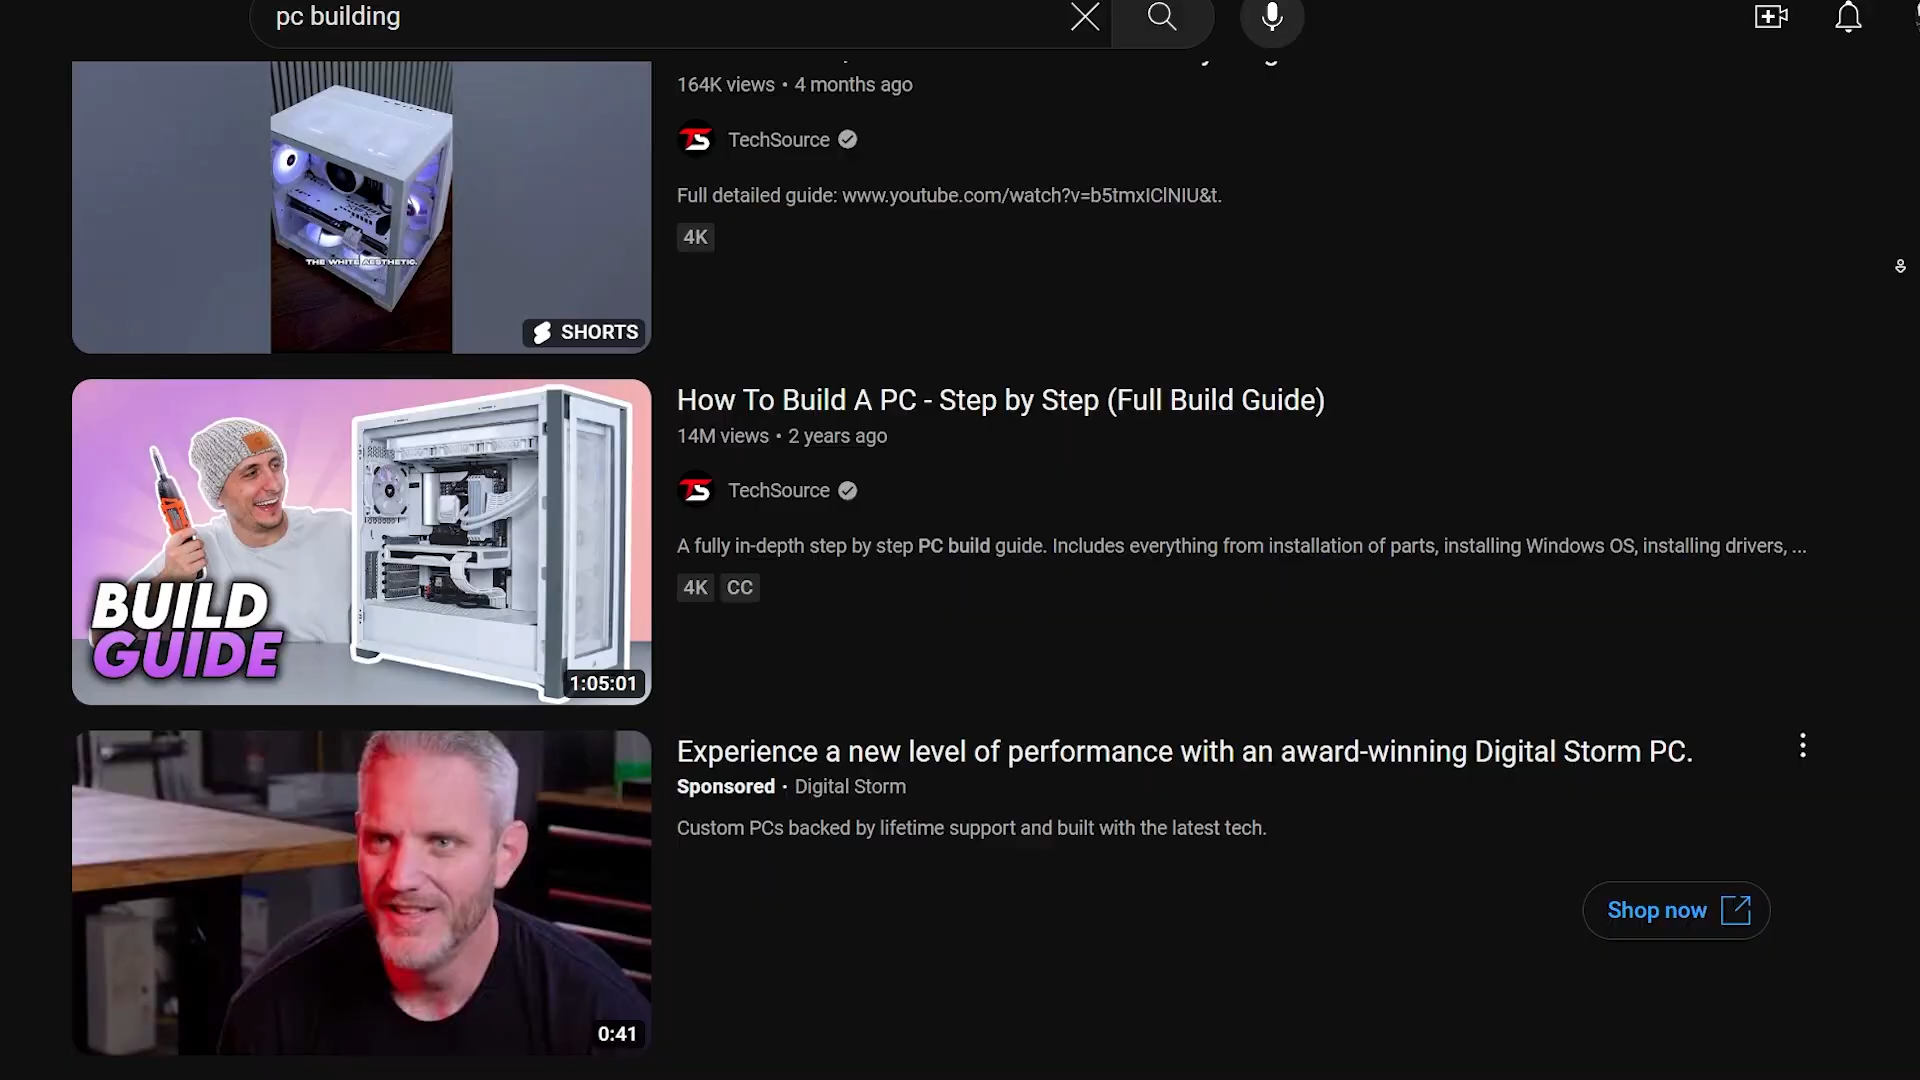 pc building
164K views • 4 months ago
TechSource
Full detailed guide: www.youtube.com/watch?v=b5tmxIClNIU&t.
4K
THE WHITE AESTHETIC.
SHORTS
How To Build A PC - Step by Step (Full Build Guide)
14M views • 2 years ago
TechSource
A fully in-depth step by step PC build guide. Includes everything from installation of parts, installing Windows OS, installing drivers, ...
4K CC
BUILD
GUIDE
1:05:01
Experience a new level of performance with an award-winning Digital Storm PC.
Sponsored • Digital Storm
Custom PCs backed by lifetime support and built with the latest tech.
Shop now
0:41